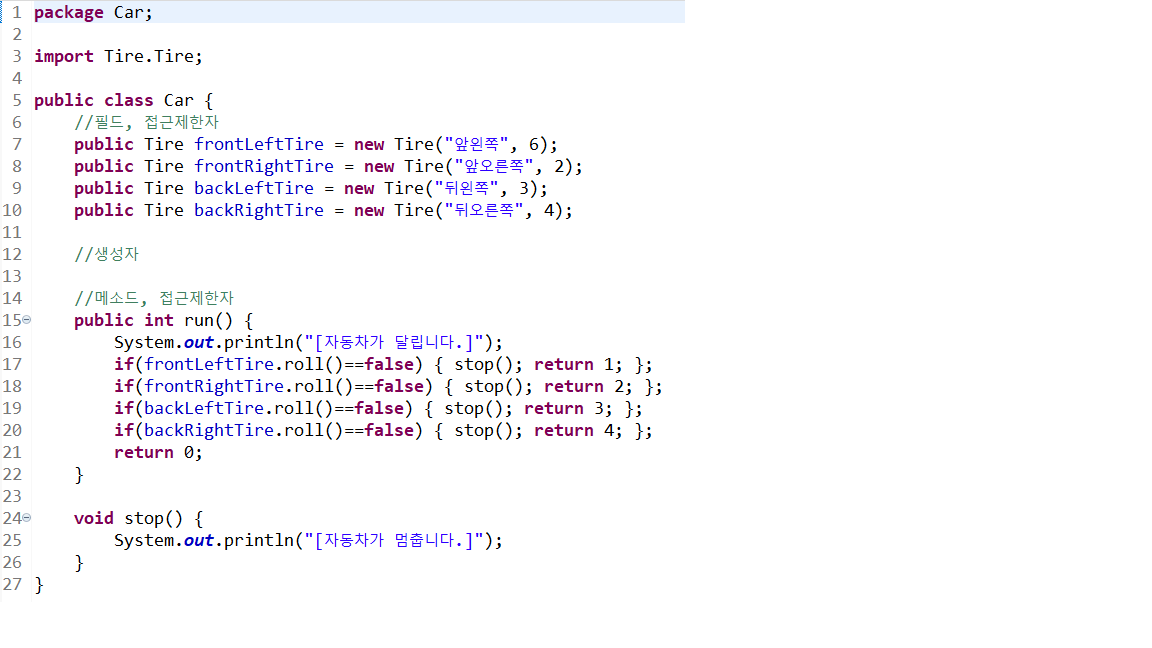 1 package Car;
2
3 import Tire.Tire;
4
5 public class Car {
6     //필드, 접근제한자
7     public Tire frontLeftTire = new Tire("앞왼쪽", 6);
8     public Tire frontRightTire = new Tire("앞오른쪽", 2);
9     public Tire backLeftTire = new Tire("뒤왼쪽", 3);
10     public Tire backRightTire = new Tire("뒤오른쪽", 4);
11
12     //생성자
13
14     //메소드, 접근제한자
15     public int run() {
16         System.out.println("[자동차가 달립니다.]");
17         if(frontLeftTire.roll()==false) { stop(); return 1; };
18         if(frontRightTire.roll()==false) { stop(); return 2; };
19         if(backLeftTire.roll()==false) { stop(); return 3; };
20         if(backRightTire.roll()==false) { stop(); return 4; };
21         return 0;
22     }
23
24     void stop() {
25         System.out.println("[자동차가 멈춥니다.]");
26     }
27 }